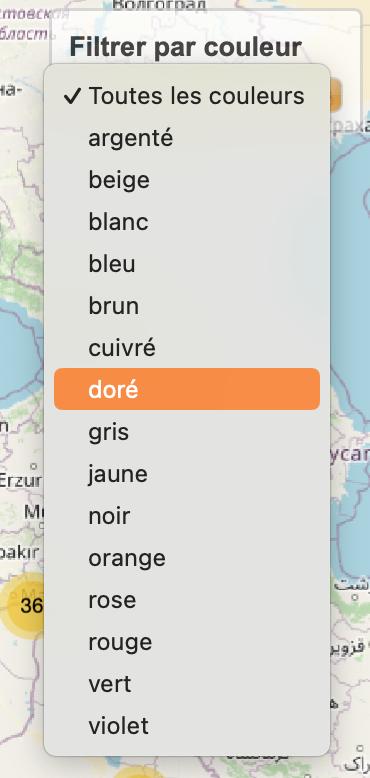 Волгоград
Filtrer par couleur
✓ Toutes les couleurs
argenté
beige
blanc
bleu
brun
cuivré
doré
gris
jaune
noir
orange
rose
rouge
vert
violet
Erzur
36